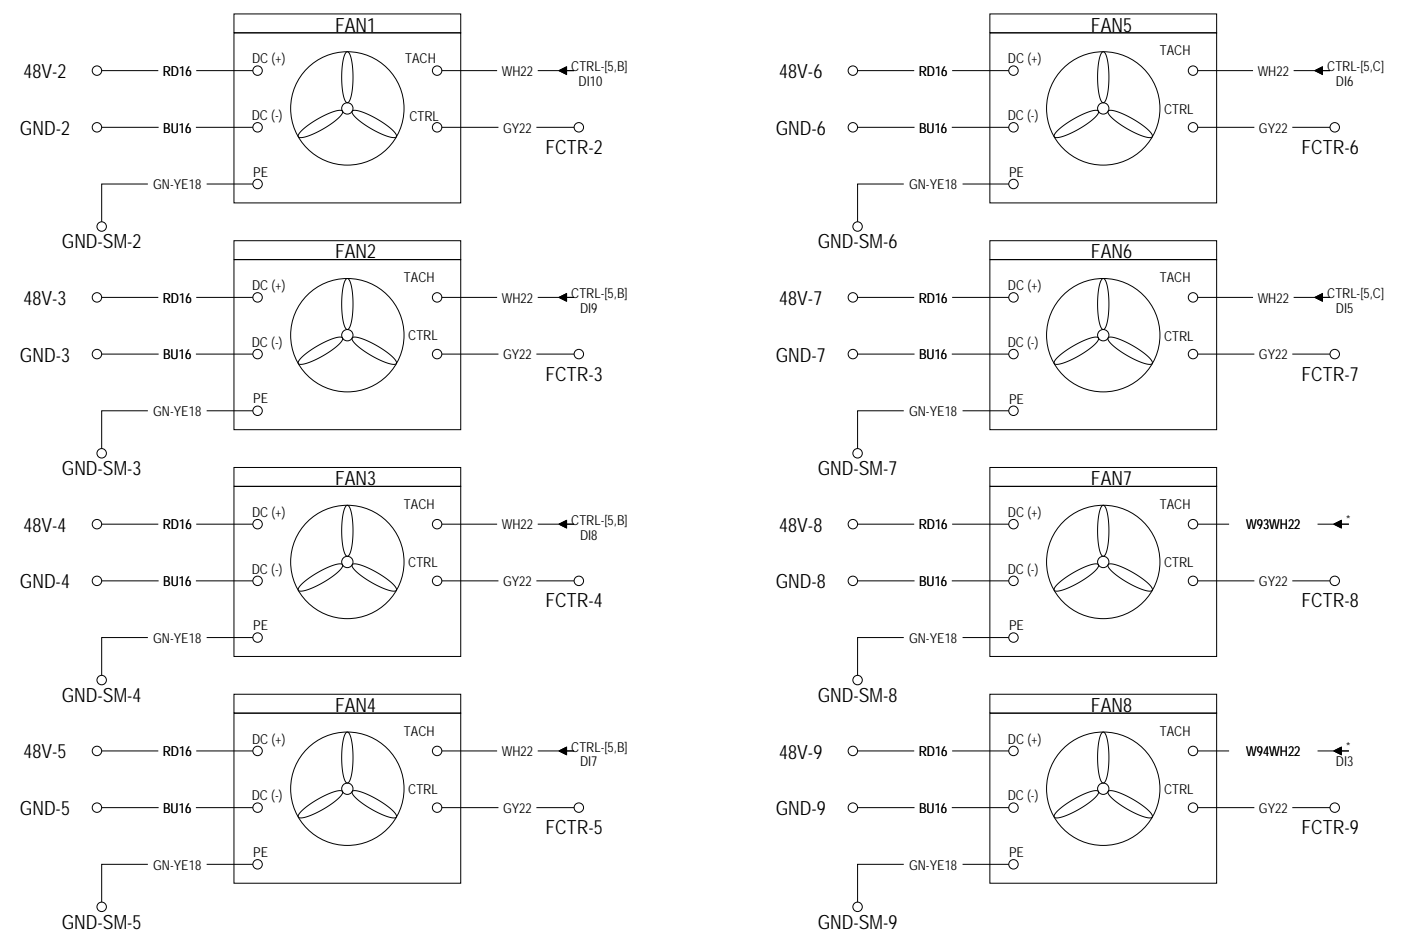 FAN1
DC (+)
TACH
48V-2
RD16
WH22
CTRL-[5,B]
DI10
DC (-)
CTRL
GND-2
BU16
GY22
FCTR-2
PE
GN-YE18
GND-SM-2
FAN2
DC (+)
TACH
48V-3
RD16
WH22
CTRL-[5,B]
DI9
DC (-)
CTRL
GND-3
BU16
GY22
FCTR-3
PE
GN-YE18
GND-SM-3
FAN3
DC (+)
TACH
48V-4
RD16
WH22
CTRL-[5,B]
DI8
DC (-)
CTRL
GND-4
BU16
GY22
FCTR-4
PE
GN-YE18
GND-SM-4
FAN4
DC (+)
TACH
48V-5
RD16
WH22
CTRL-[5,B]
DI7
DC (-)
CTRL
GND-5
BU16
GY22
FCTR-5
PE
GN-YE18
GND-SM-5
FAN5
DC (+)
TACH
48V-6
RD16
WH22
CTRL-[5,C]
DI6
DC (-)
CTRL
GND-6
BU16
GY22
FCTR-6
PE
GN-YE18
GND-SM-6
FAN6
DC (+)
TACH
48V-7
RD16
WH22
CTRL-[5,C]
DI5
DC (-)
CTRL
GND-7
BU16
GY22
FCTR-7
PE
GN-YE18
GND-SM-7
FAN7
DC (+)
TACH
48V-8
RD16
W93WH22
*
DC (-)
CTRL
GND-8
BU16
GY22
FCTR-8
PE
GN-YE18
GND-SM-8
FAN8
DC (+)
TACH
48V-9
RD16
W94WH22
*
DI3
DC (-)
CTRL
GND-9
BU16
GY22
FCTR-9
PE
GN-YE18
GND-SM-9